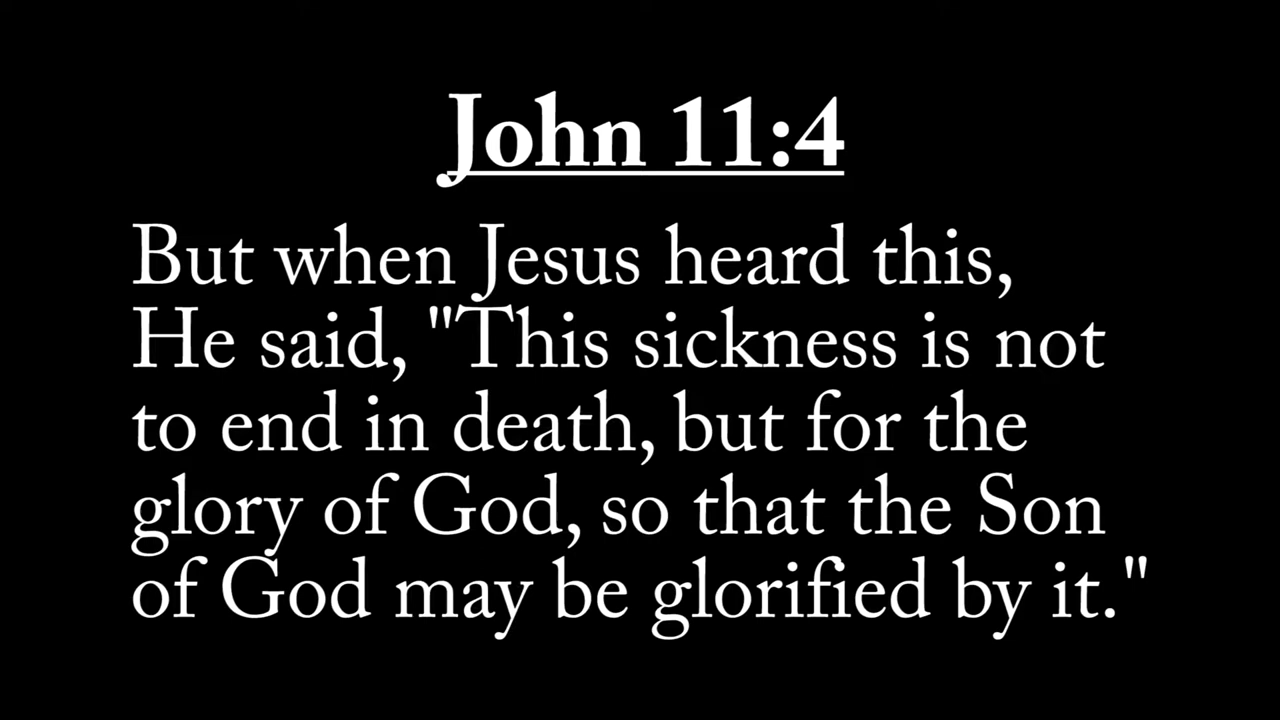 John 11:4
But when Jesus heard this,
He said, "This sickness is not
to end in death, but for the
glory of God, so that the Son
of God may be glorified by it."